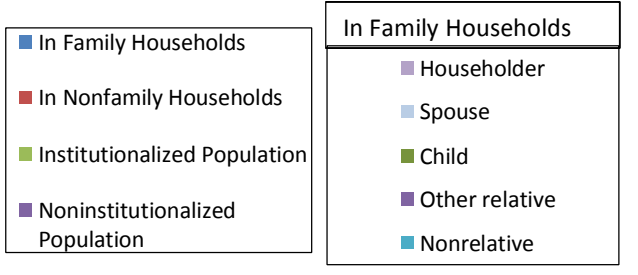 In Family Households
In Nonfamily Households
Institutionalized Population
Noninstitutionalized
Population
In Family Households
Householder
Spouse
Child
Other relative
Nonrelative